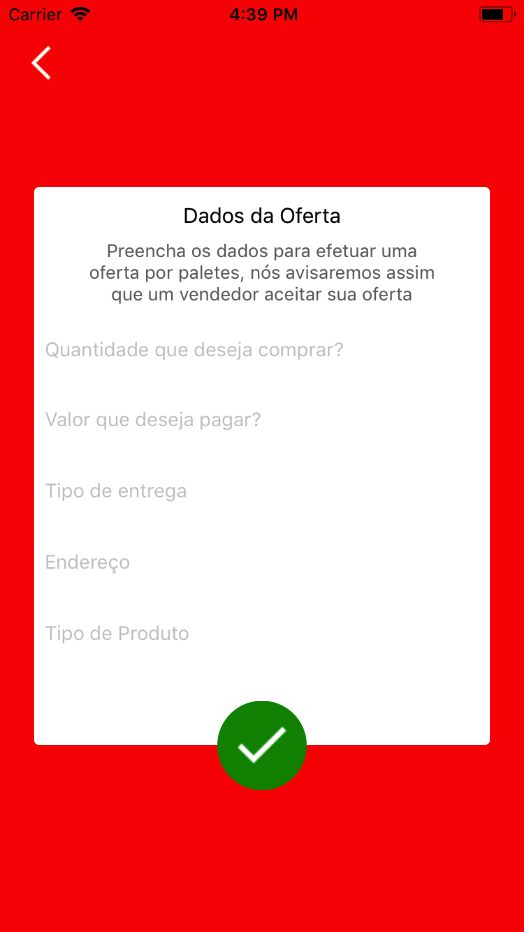 Carrier 4:39 PM
Dados da Oferta
Preencha os dados para efetuar uma
oferta por paletes, nós avisaremos assim
que um vendedor aceitar sua oferta
Quantidade que deseja comprar?
Valor que deseja pagar?
Tipo de entrega
Endereço
Tipo de Produto